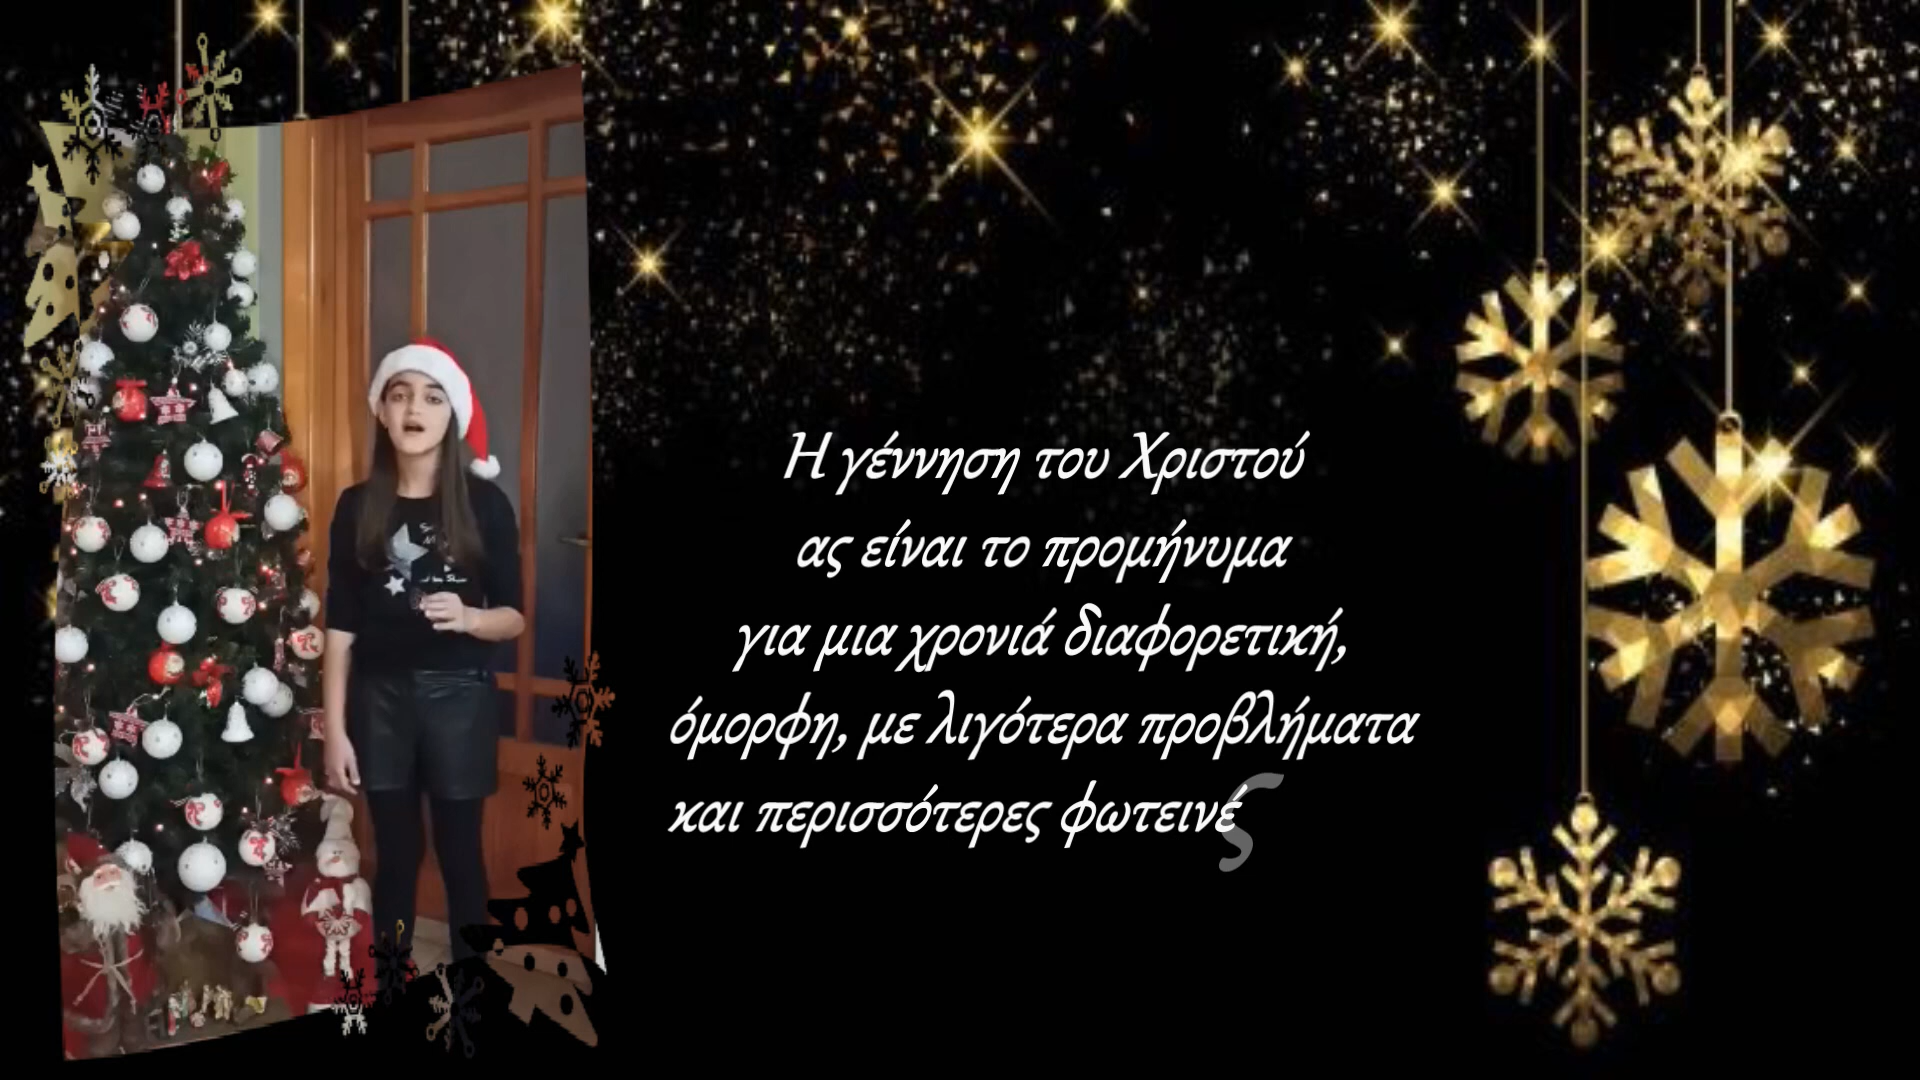 Η γέννηση του Χριστού
ας είναι το προμήνυμα
για μια χρονιά διαφορετική,
όμορφη, με λιγότερα προβλήματα
και περισσότερες φωτεινές